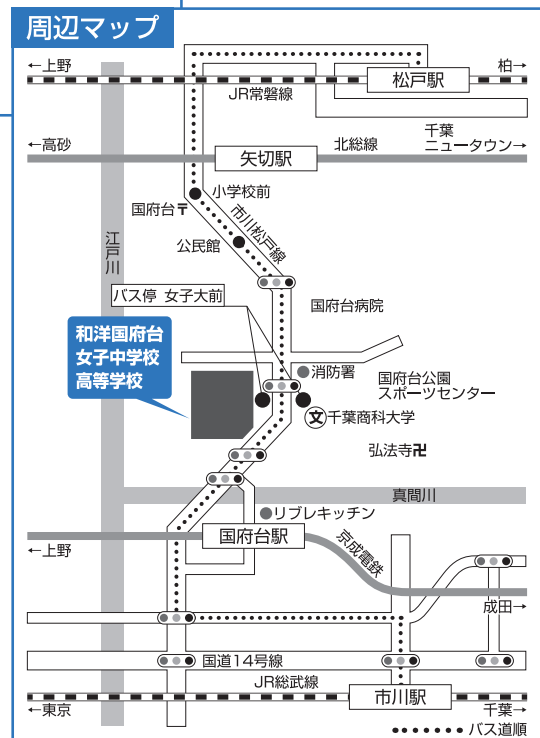 周辺マップ
←上野
松戸駅
柏→
JR常磐線
←高砂
矢切駅
北総線
千葉
ニュータウン→
小学校前
国府台〒
市川松戸線
公民館
江戸川
バス停 女子大前
国府台病院
和洋国府台
女子中学校
高等学校
消防署
国府台公園
スポーツセンター
文千葉商科大学
弘法寺卍
真間川
リブレキッチン
国府台駅
←上野
京成電鉄
成田→
国道14号線
JR総武線
市川駅
←東京
千葉→
バス道順